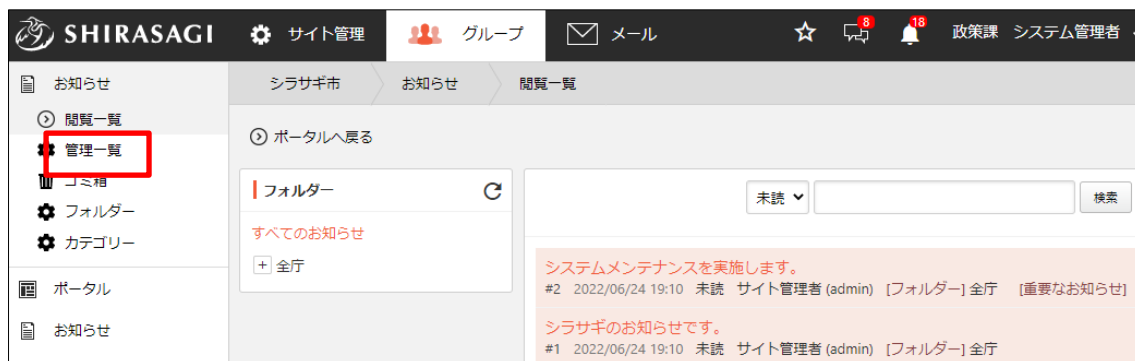 SHIRASAGI サイト管理 グループ メール 8 18 政策課 システム管理者
お知らせ
シラサギ市 お知らせ 閲覧一覧
閲覧一覧
管理一覧
ゴミ箱
フォルダー
カテゴリー
ポータル
お知らせ
ポータルへ戻る
フォルダー
すべてのお知らせ
+ 全庁
未読 検索
システムメンテナンスを実施します。
#2 2022/06/24 19:10 未読 サイト管理者 (admin) [フォルダー] 全庁 [重要なお知らせ]
シラサギのお知らせです。
#1 2022/06/24 19:10 未読 サイト管理者 (admin) [フォルダー] 全庁